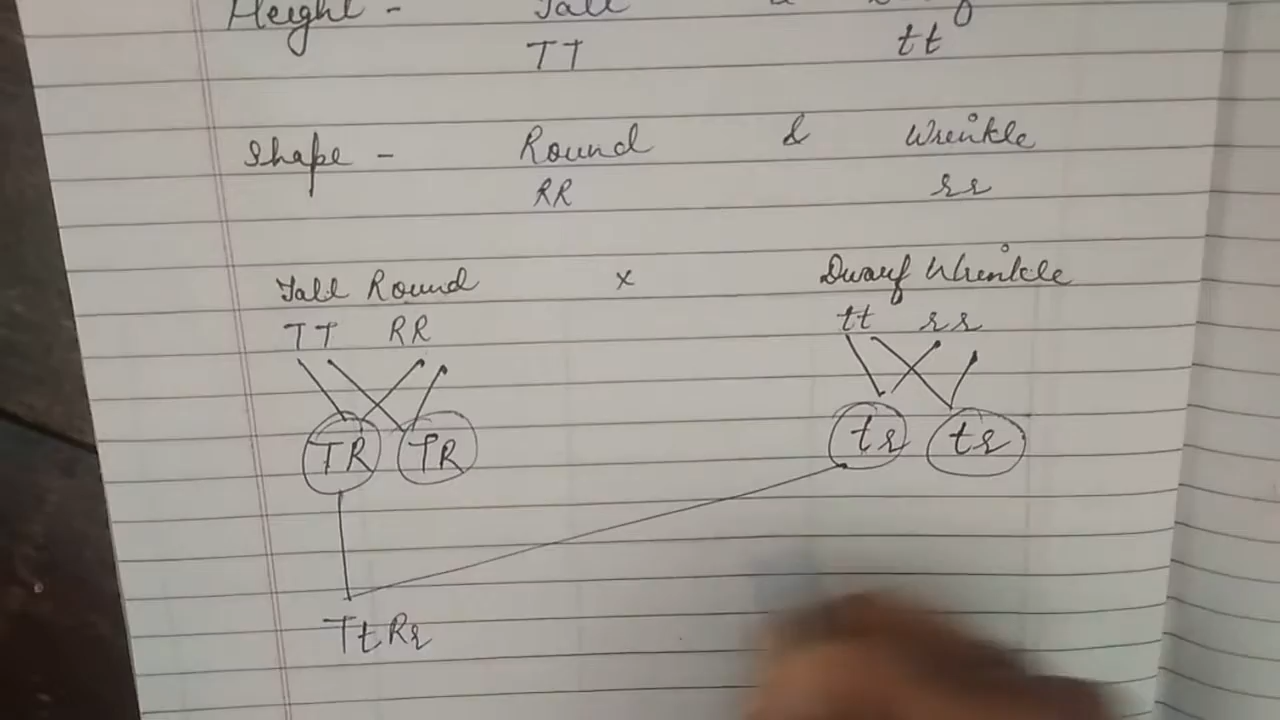 Height - Tall &
TT tt
Shape - Round & Wrinkle
RR rr
Tall Round x Dwarf Wrinkle
TT RR tt rr
TR TR tr tr
TtRr